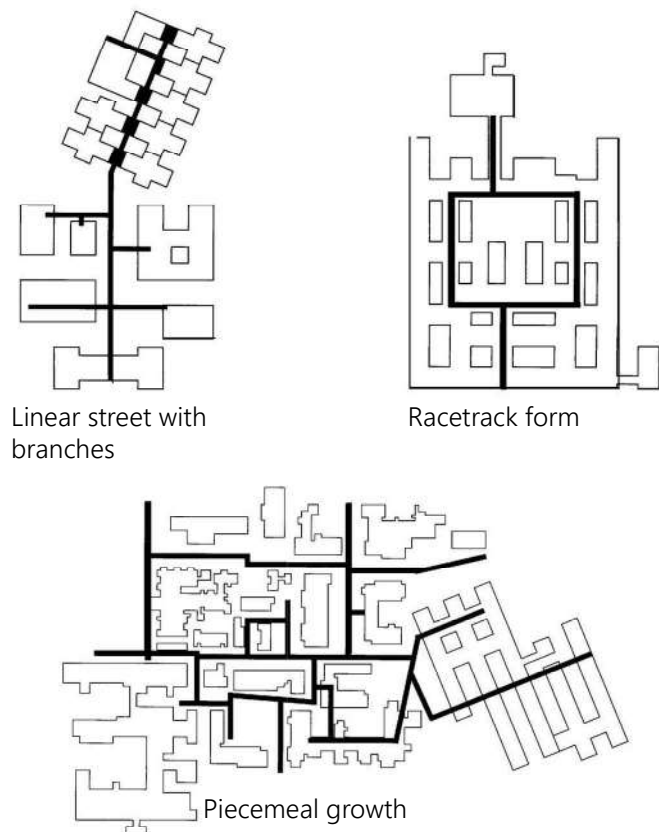 Linear street with
branches
Racetrack form
Piecemeal growth